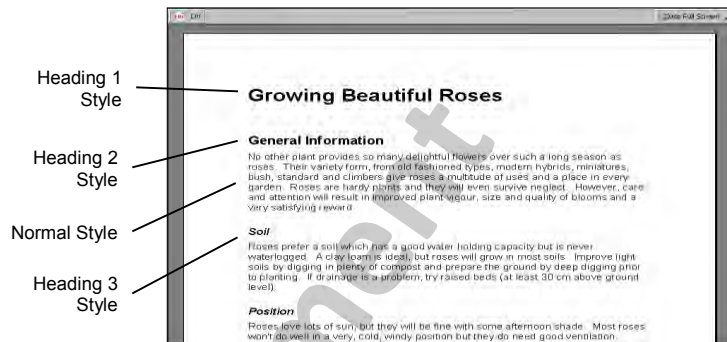 Edit
Close Full Screen
Heading 1
Style
Growing Beautiful Roses
Heading 2
Style
General Information
No other plant provides so many delightful flowers over such a long season as
roses. Their variety form, from old fashioned types, modern hybrids, miniatures,
bush, standard and climbers give roses a multitude of uses and a place in every
garden. Roses are hardy plants and they will even survive neglect. However, care
and attention will result in improved plant vigour, size and quality of blooms and a
very satisfying reward.
Normal Style
Soil
Roses prefer a soil which has a good water holding capacity but is never
waterlogged. A clay loam is ideal, but roses will grow in most soils. Improve light
soils by digging in plenty of compost and prepare the ground by deep digging prior
to planting. If drainage is a problem, try raised beds (at least 30 cm above ground
level).
Heading 3
Style
Position
Roses love lots of sun, but they will be fine with some afternoon shade. Most roses
won't do well in a very, cold, windy position but they do need good ventilation.
ment